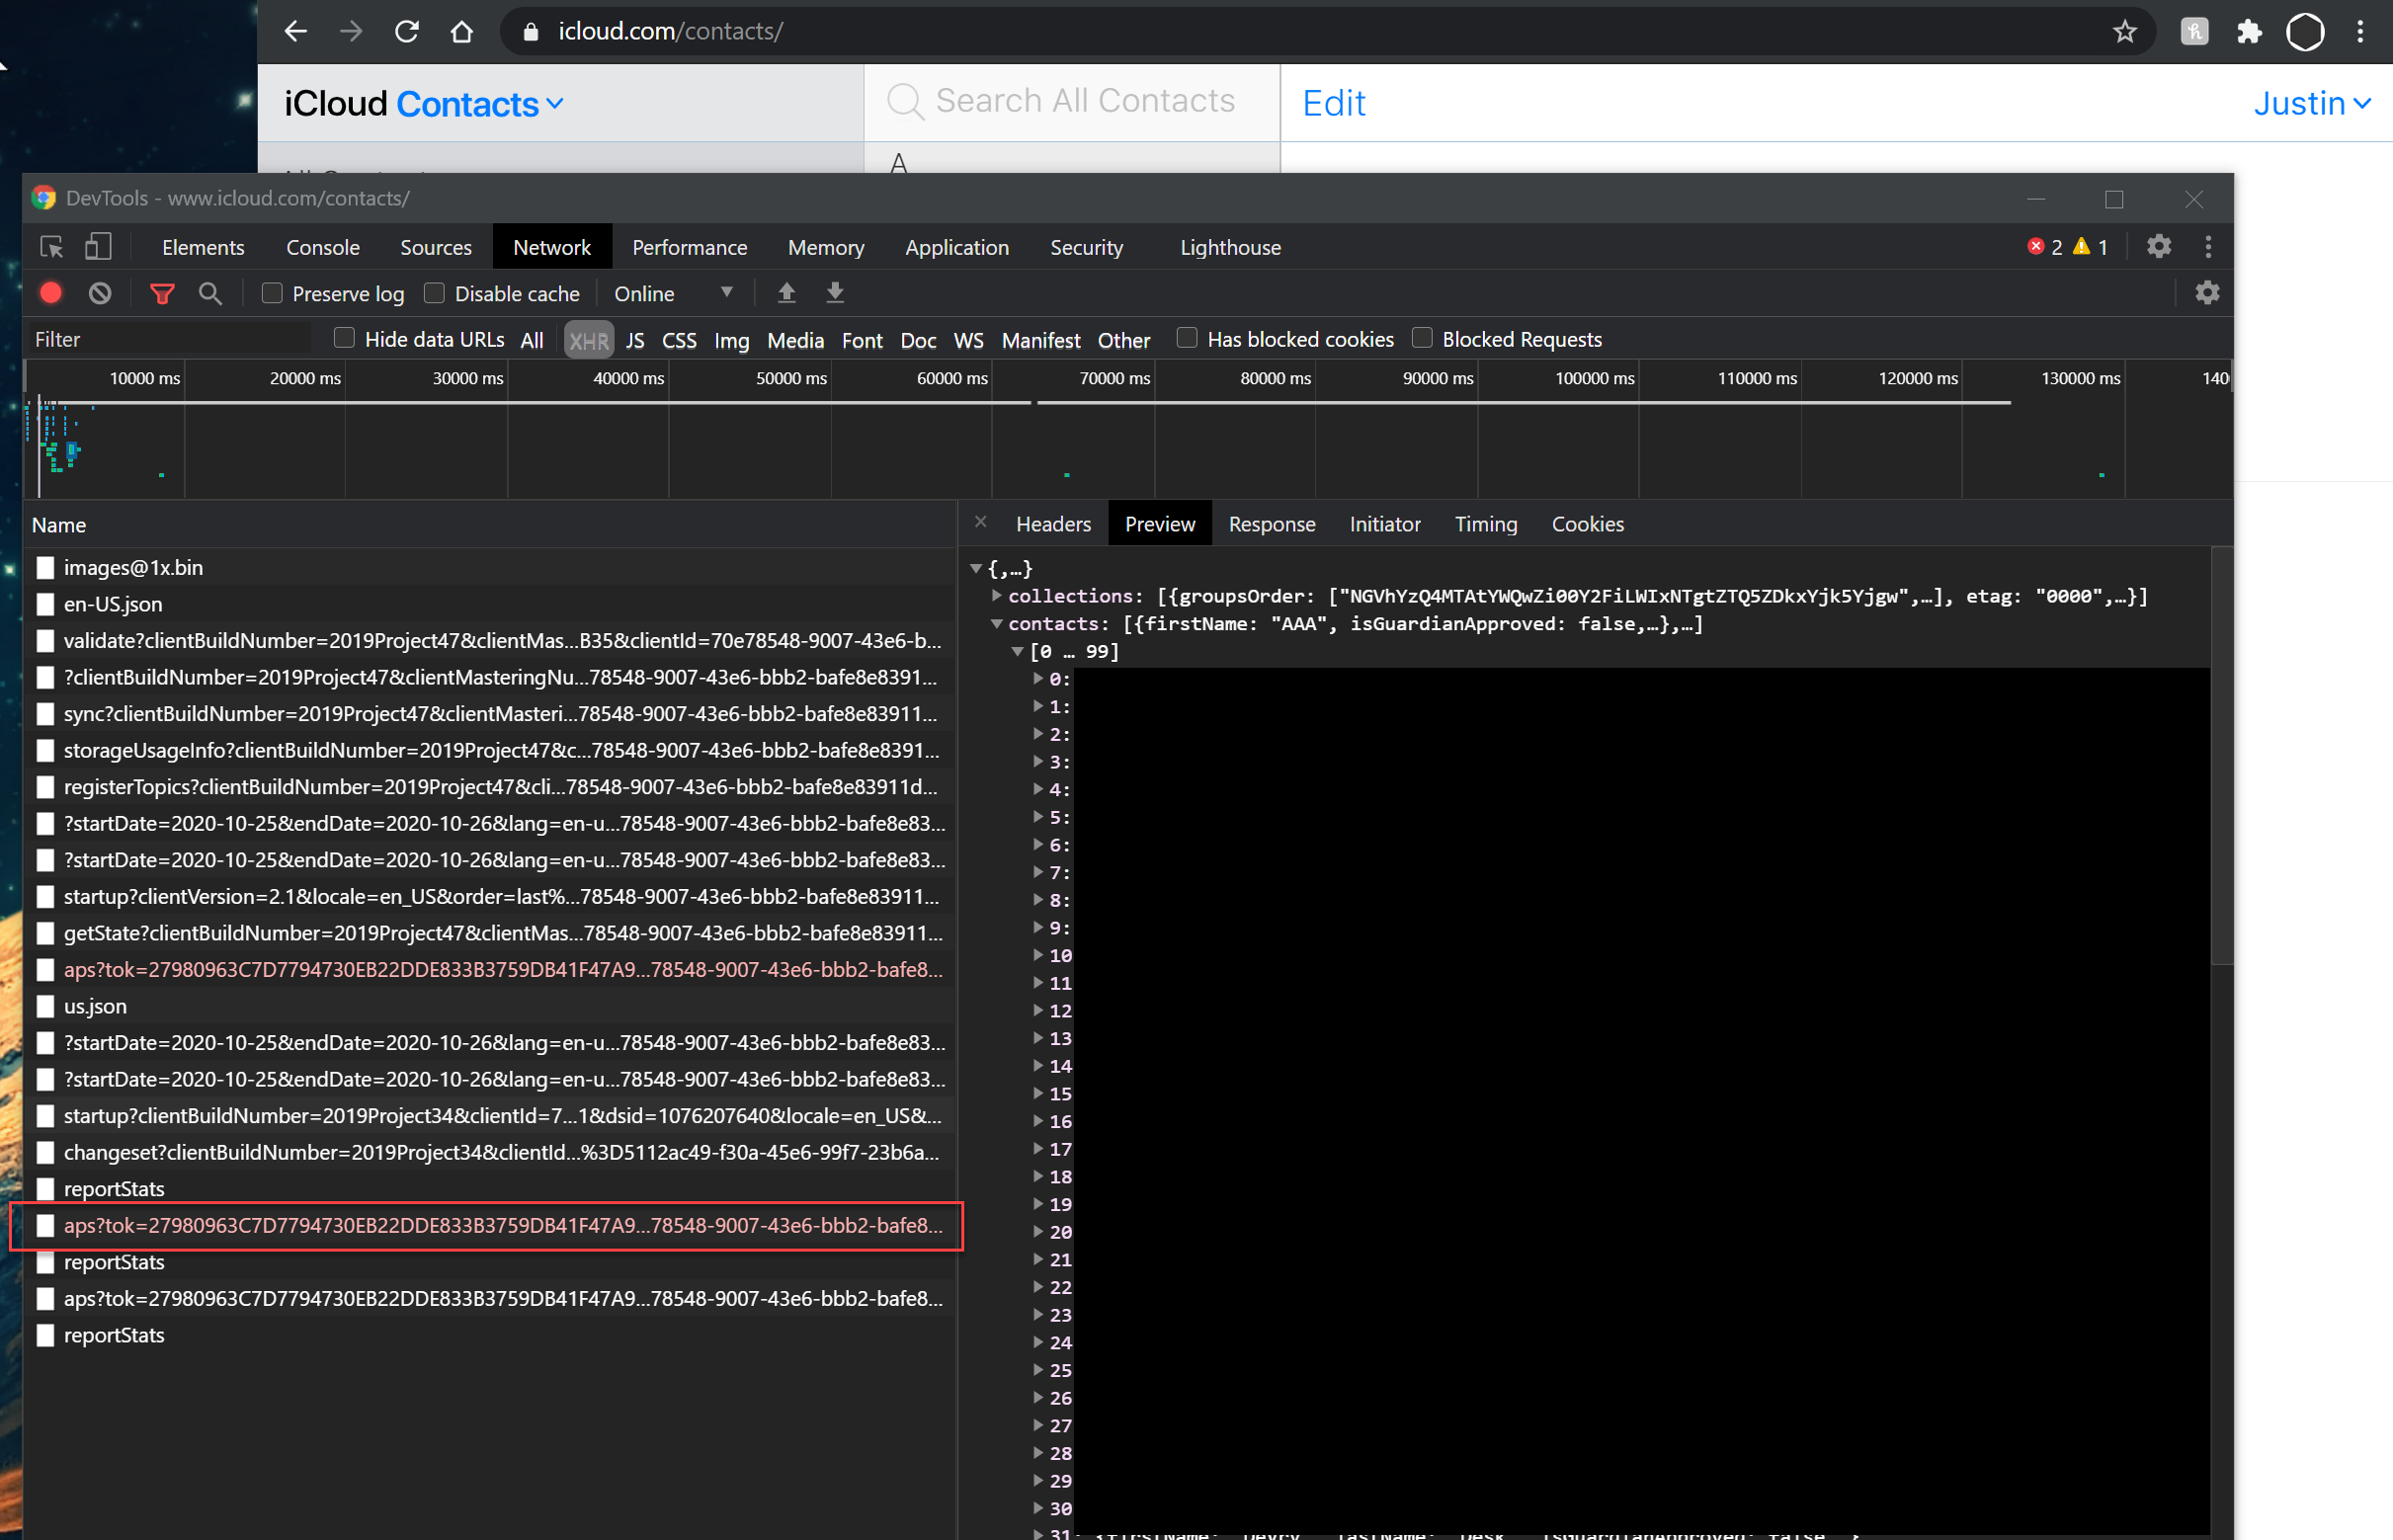 icloud.com/contacts/
iCloud Contacts
Search All Contacts
Edit
Justin
A
DevTools - www.icloud.com/contacts/
Elements Console Sources Network Performance Memory Application Security Lighthouse 2 1
Preserve log Disable cache Online
Filter Hide data URLs All XHR JS CSS Img Media Font Doc WS Manifest Other Has blocked cookies Blocked Requests
10000 ms 20000 ms 30000 ms 40000 ms 50000 ms 60000 ms 70000 ms 80000 ms 90000 ms 100000 ms 110000 ms 120000 ms 130000 ms 140
Name
images@1x.bin
en-US.json
validate?clientBuildNumber=2019Project47&clientMas...B35&clientId=70e78548-9007-43e6-b...
?clientBuildNumber=2019Project47&clientMasteringNu...78548-9007-43e6-bbb2-bafe8e8391...
sync?clientBuildNumber=2019Project47&clientMasteri...78548-9007-43e6-bbb2-bafe8e83911...
storageUsageInfo?clientBuildNumber=2019Project47&c...78548-9007-43e6-bbb2-bafe8e8391...
registerTopics?clientBuildNumber=2019Project47&cli...78548-9007-43e6-bbb2-bafe8e83911d...
?startDate=2020-10-25&endDate=2020-10-26&lang=en-u...78548-9007-43e6-bbb2-bafe8e83...
?startDate=2020-10-25&endDate=2020-10-26&lang=en-u...78548-9007-43e6-bbb2-bafe8e83...
startup?clientVersion=2.1&locale=en_US&order=last%...78548-9007-43e6-bbb2-bafe8e83911...
getState?clientBuildNumber=2019Project47&clientMas...78548-9007-43e6-bbb2-bafe8e83911...
aps?tok=27980963C7D7794730EB22DDE833B3759DB41F47A9...78548-9007-43e6-bbb2-bafe8...
us.json
?startDate=2020-10-25&endDate=2020-10-26&lang=en-u...78548-9007-43e6-bbb2-bafe8e83...
?startDate=2020-10-25&endDate=2020-10-26&lang=en-u...78548-9007-43e6-bbb2-bafe8e83...
startup?clientBuildNumber=2019Project34&clientId=7...1&dsid=1076207640&locale=en_US&...
changeset?clientBuildNumber=2019Project34&clientId...%3D5112ac49-f30a-45e6-99f7-23b6a...
reportStats
aps?tok=27980963C7D7794730EB22DDE833B3759DB41F47A9...78548-9007-43e6-bbb2-bafe8...
reportStats
aps?tok=27980963C7D7794730EB22DDE833B3759DB41F47A9...78548-9007-43e6-bbb2-bafe8...
reportStats
Headers Preview Response Initiator Timing Cookies
{,…}
collections: [{groupsOrder: ["NGVhYzQ4MTAtYWQwZi00Y2FiLWIxNTgtZTQ5ZDkxYjk5Yjgw",…], etag: "0000",…}]
contacts: [{firstName: "AAA", isGuardianApproved: false,…},…]
[0 … 99]
0:
1:
2:
3:
4:
5:
6:
7:
8:
9:
10
11
12
13
14
15
16
17
18
19
20
21
22
23
24
25
26
27
28
29
30
31: